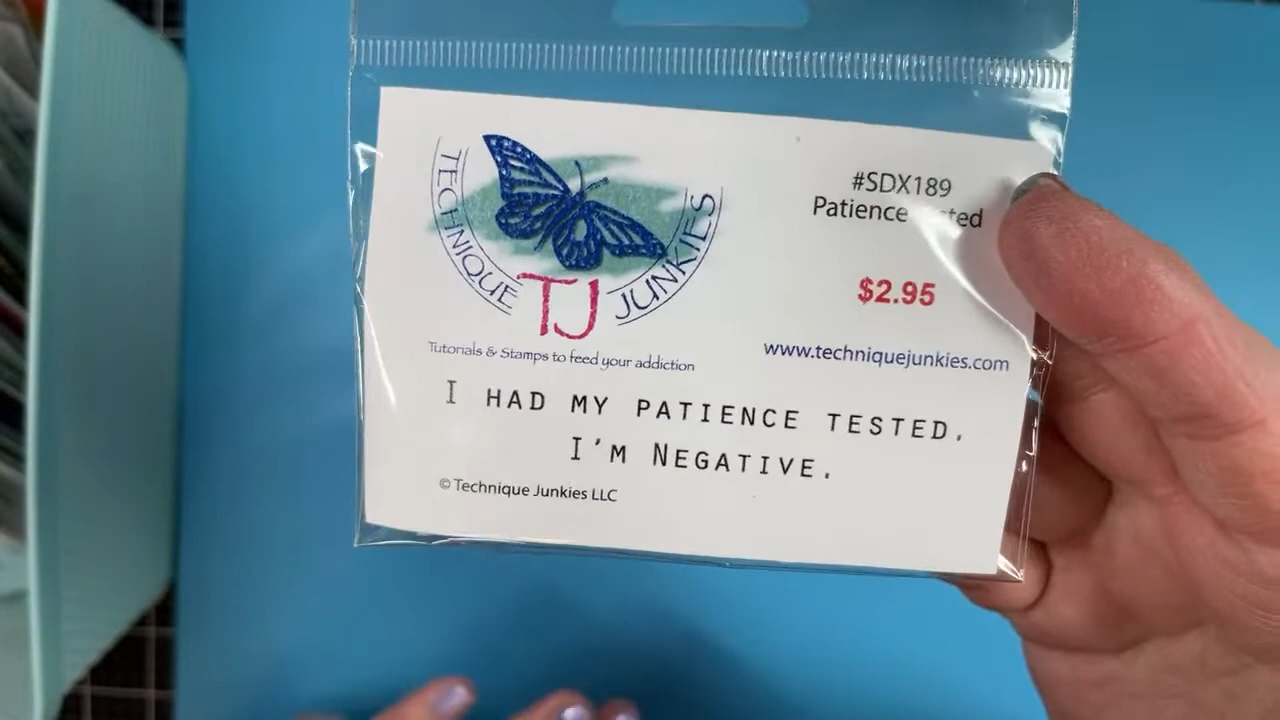 TECHNIQUE JUNKIES
TJ
Tutorials & Stamps to feed your addiction
#SDX189
Patience
$2.95
www.techniquejunkies.com
I HAD MY PATIENCE TESTED.
I'M NEGATIVE.
© Technique Junkies LLC